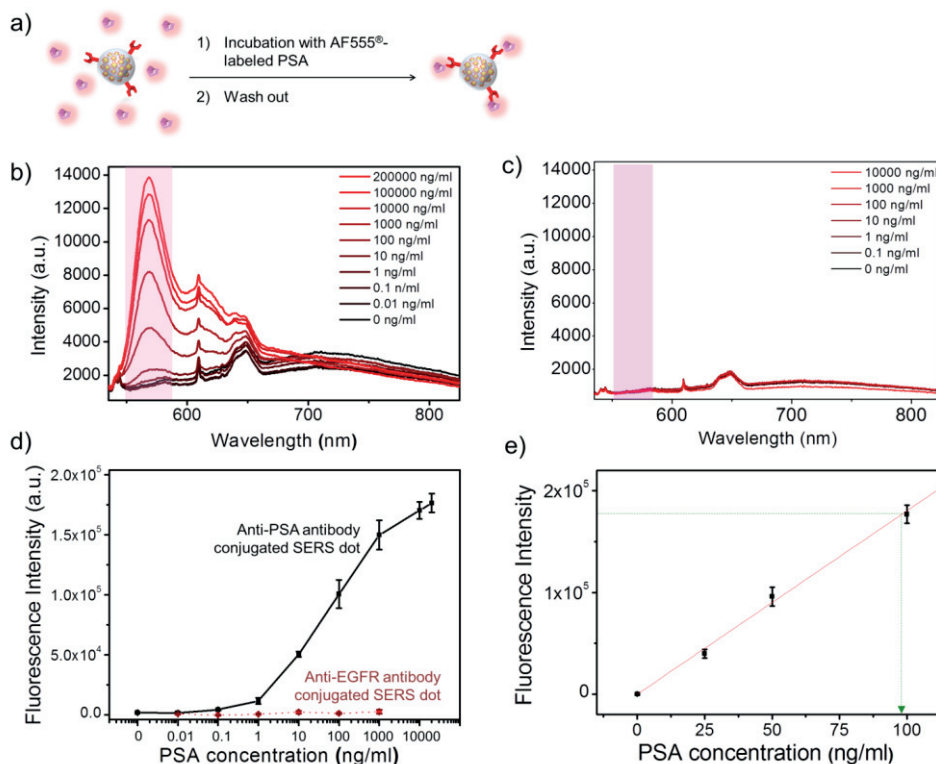 a)
1) Incubation with AF555®-
labeled PSA
2) Wash out
b)
14000
12000
10000
8000
6000
4000
2000
Intensity (a.u.)
200000 ng/ml
100000 ng/ml
10000 ng/ml
1000 ng/ml
100 ng/ml
10 ng/ml
1 ng/ml
0.1 n/ml
0.01 ng/ml
0 ng/ml
600 700 800
Wavelength (nm)
c)
14000
12000
10000
8000
6000
4000
2000
Intensity (a.u.)
10000 ng/ml
1000 ng/ml
100 ng/ml
10 ng/ml
1 ng/ml
0.1 ng/ml
0 ng/ml
600 700 800
Wavelength (nm)
d)
2.0x10⁵
1.5x10⁵
1.0x10⁵
5.0x10⁴
0.0
Fluorescence Intensity (a.u.)
Anti-PSA antibody
conjugated SERS dot
Anti-EGFR antibody
conjugated SERS dot
0 0.01 0.1 1 10 100 1000 10000
PSA concentration (ng/ml)
e)
2x10⁵
1x10⁵
0
Fluorescence Intensity
0 25 50 75 100
PSA concentration (ng/ml)